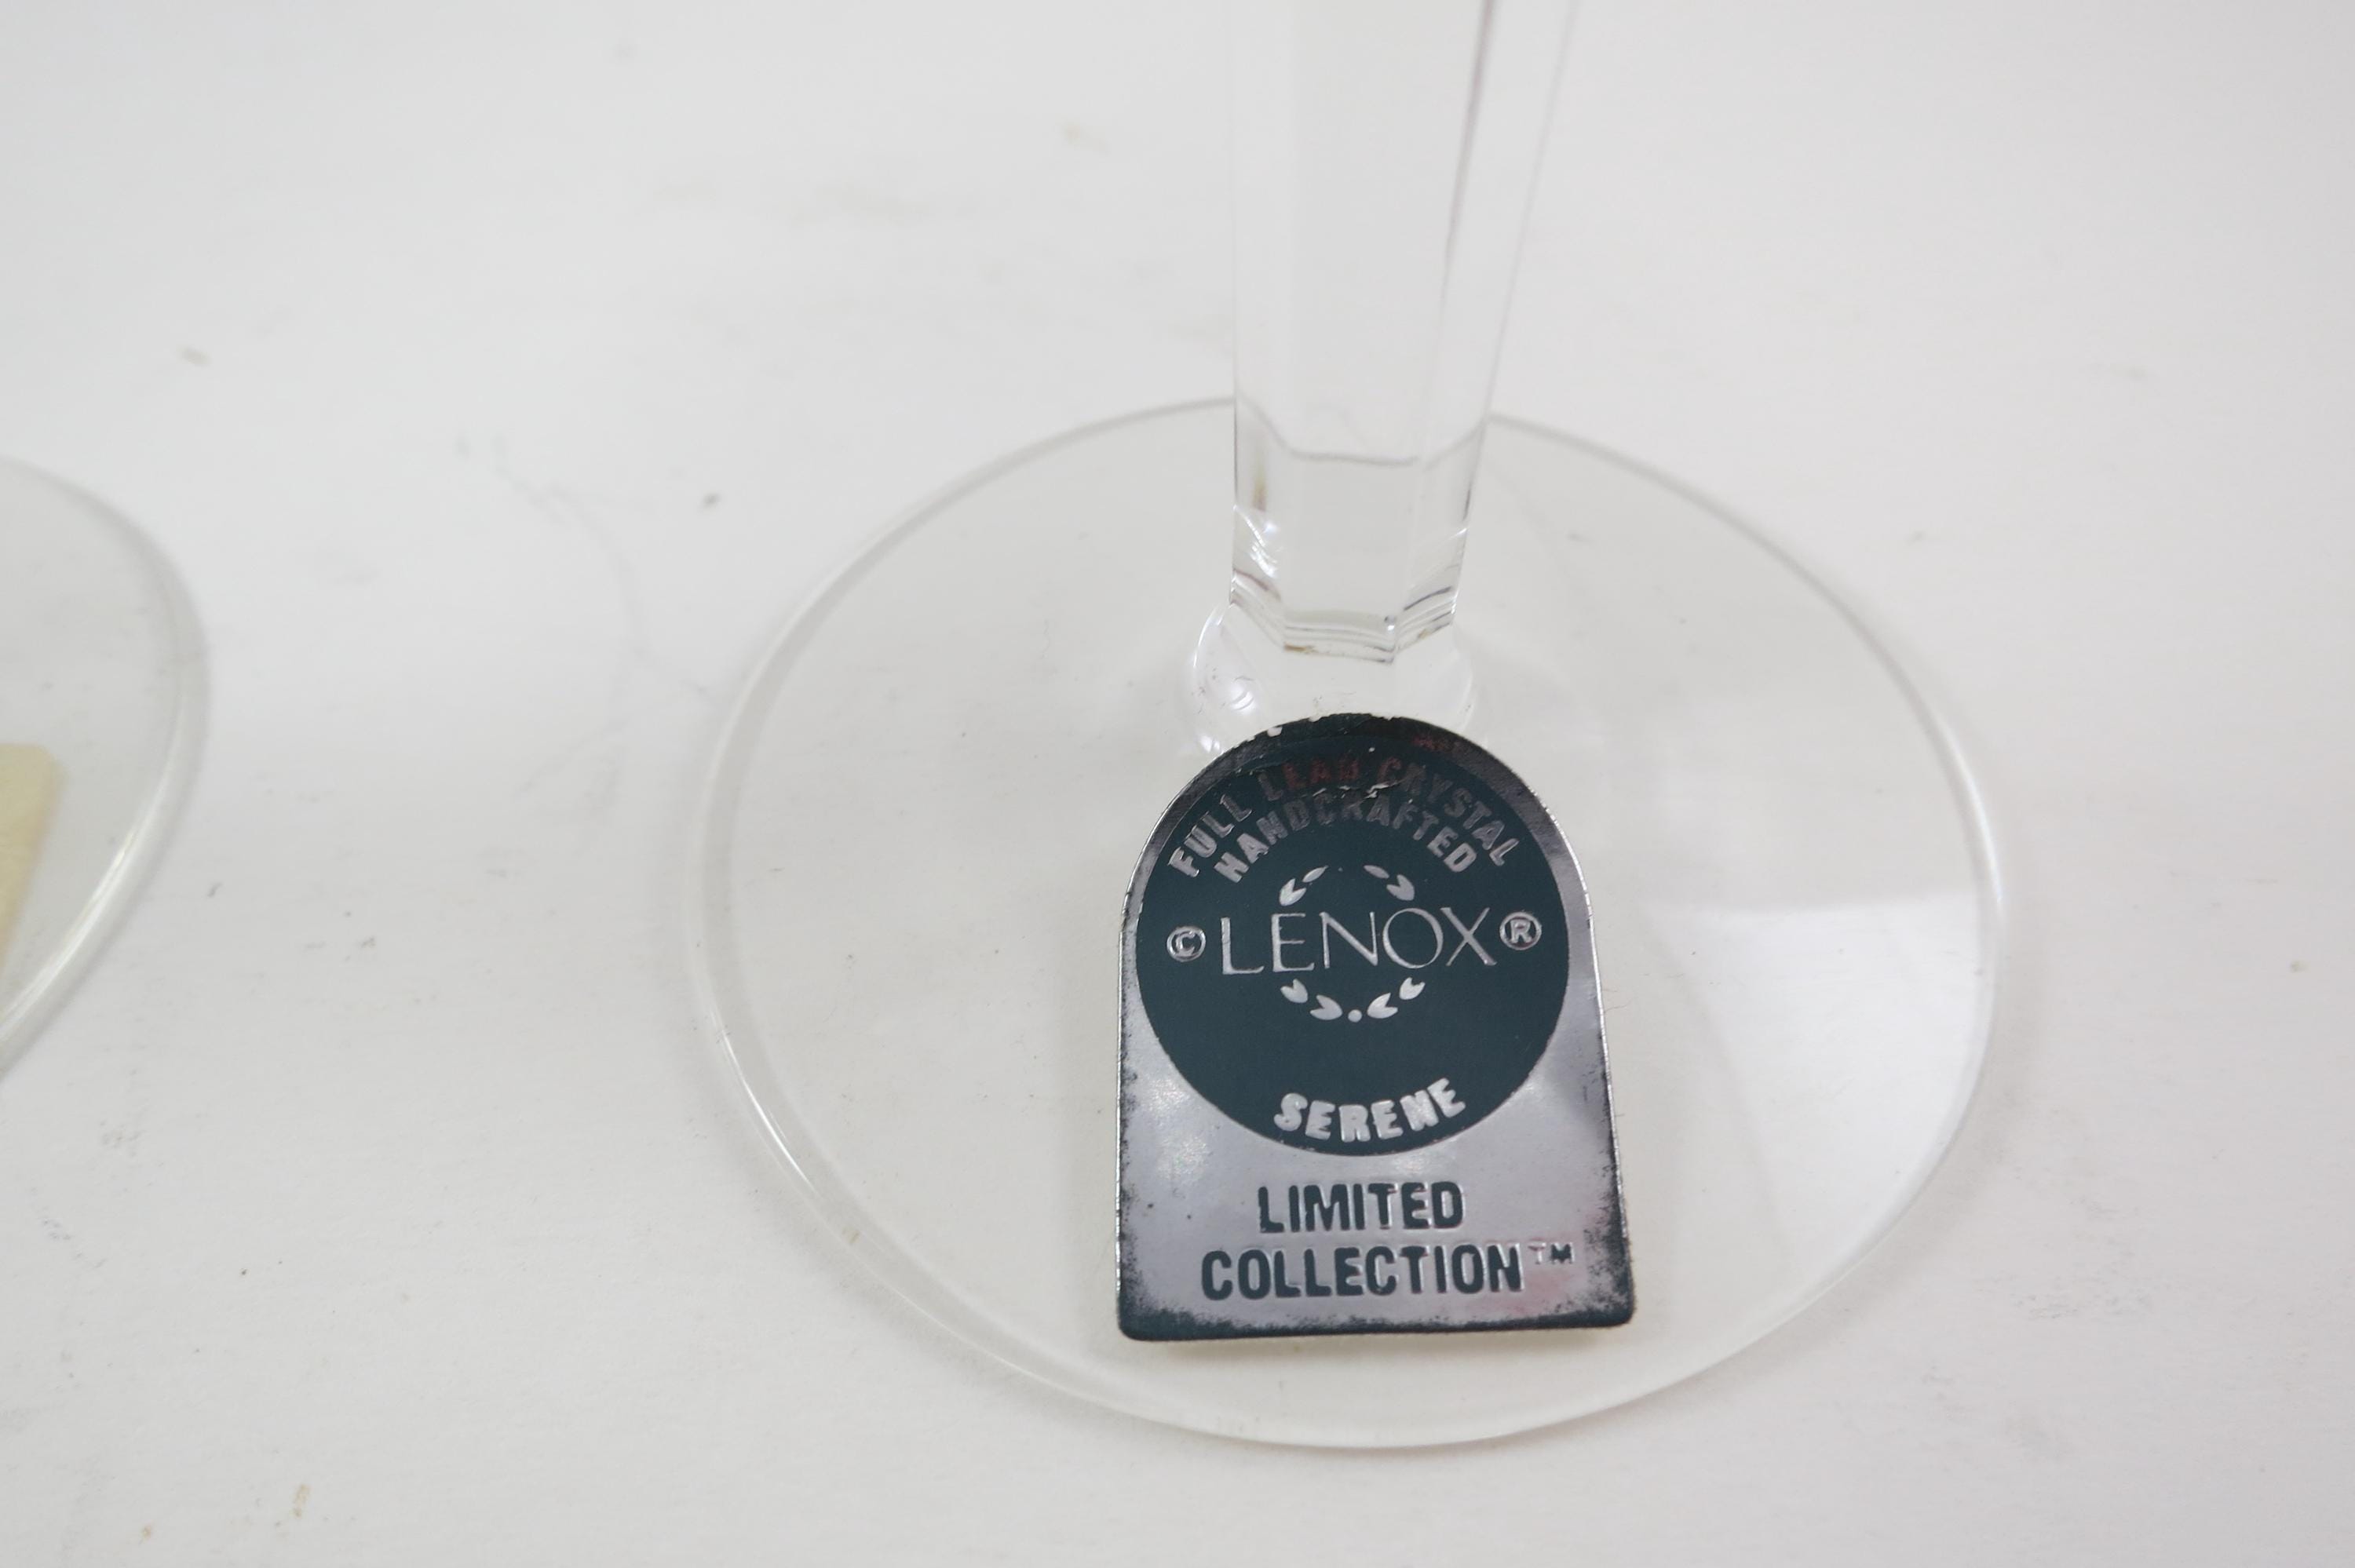 FULL LEAD CRYSTAL
HANDCRAFTED
© LENOX ®
SERENE
LIMITED
COLLECTION™